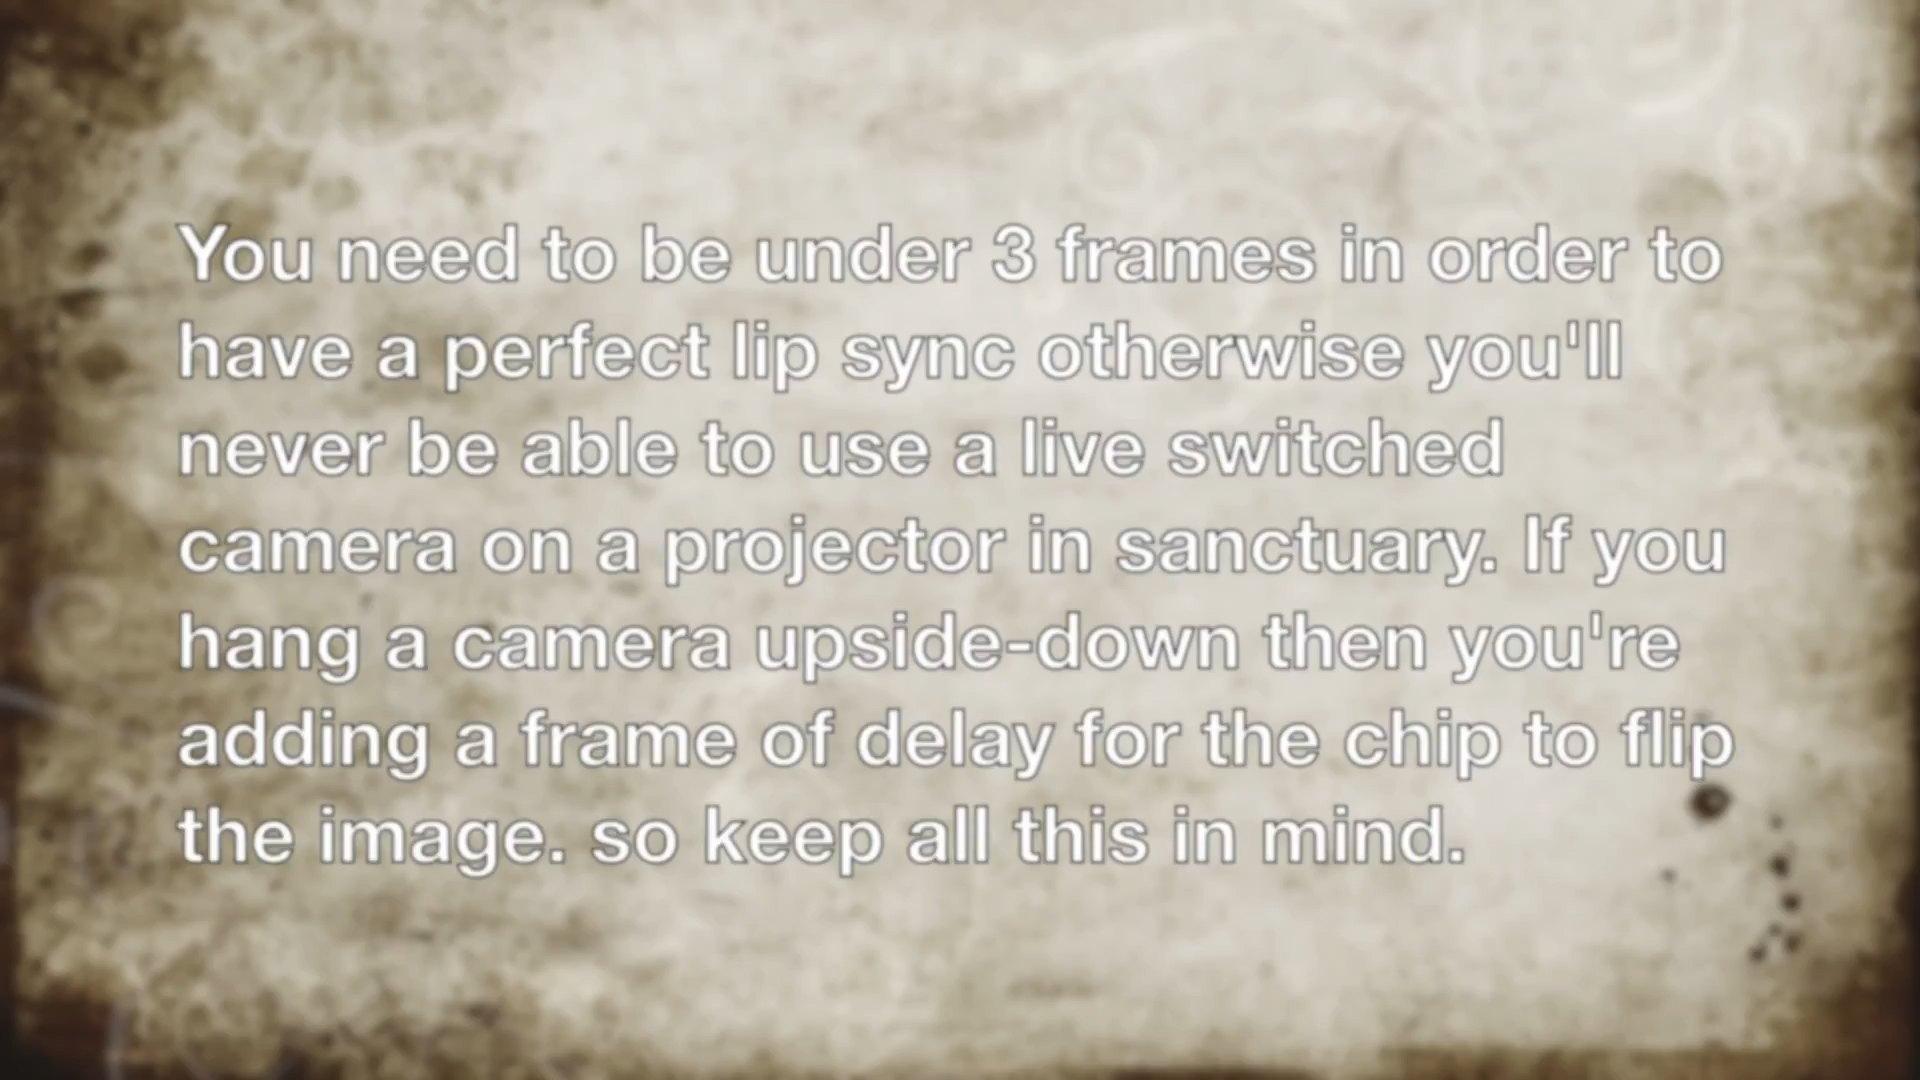 You need to be under 3 frames in order to
have a perfect lip sync otherwise you'll
never be able to use a live switched
camera on a projector in sanctuary. If you
hang a camera upside-down then you're
adding a frame of delay for the chip to flip
the image. so keep all this in mind.